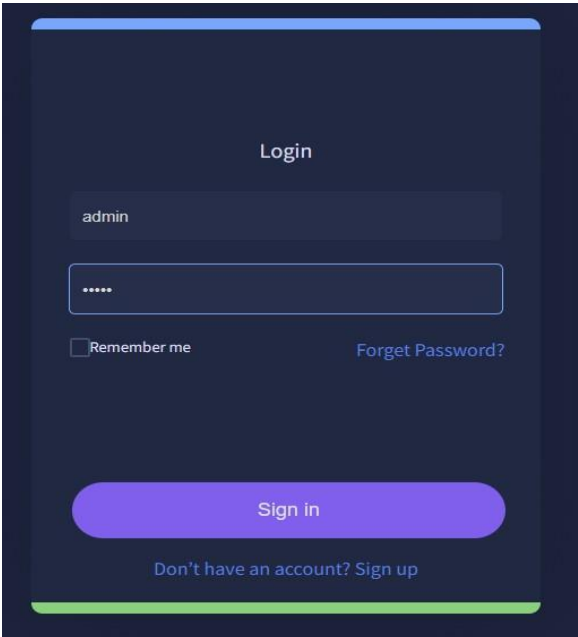 Login
admin
•••••
Remember me
Forget Password?
Sign in
Don't have an account? Sign up